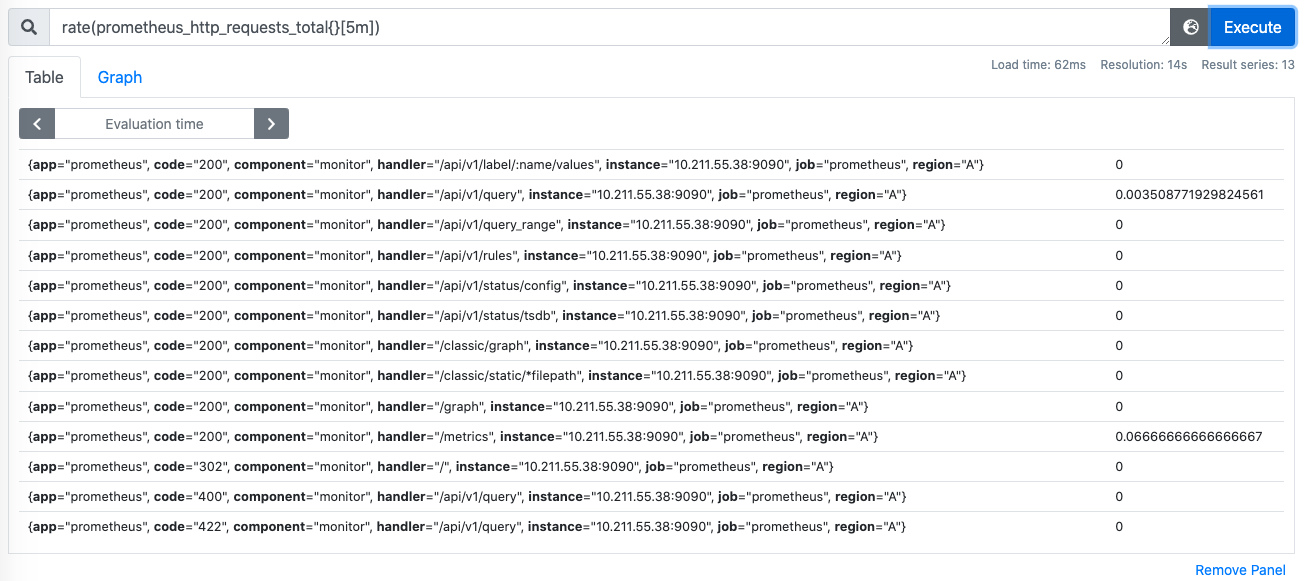 rate(prometheus_http_requests_total{}[5m])
Execute
Load time: 62ms Resolution: 14s Result series: 13
Table Graph
Evaluation time
{app="prometheus", code="200", component="monitor", handler="/api/v1/label/:name/values", instance="10.211.55.38:9090", job="prometheus", region="A"} 0
{app="prometheus", code="200", component="monitor", handler="/api/v1/query", instance="10.211.55.38:9090", job="prometheus", region="A"} 0.003508771929824561
{app="prometheus", code="200", component="monitor", handler="/api/v1/query_range", instance="10.211.55.38:9090", job="prometheus", region="A"} 0
{app="prometheus", code="200", component="monitor", handler="/api/v1/rules", instance="10.211.55.38:9090", job="prometheus", region="A"} 0
{app="prometheus", code="200", component="monitor", handler="/api/v1/status/config", instance="10.211.55.38:9090", job="prometheus", region="A"} 0
{app="prometheus", code="200", component="monitor", handler="/api/v1/status/tsdb", instance="10.211.55.38:9090", job="prometheus", region="A"} 0
{app="prometheus", code="200", component="monitor", handler="/classic/graph", instance="10.211.55.38:9090", job="prometheus", region="A"} 0
{app="prometheus", code="200", component="monitor", handler="/classic/static/*filepath", instance="10.211.55.38:9090", job="prometheus", region="A"} 0
{app="prometheus", code="200", component="monitor", handler="/graph", instance="10.211.55.38:9090", job="prometheus", region="A"} 0
{app="prometheus", code="200", component="monitor", handler="/metrics", instance="10.211.55.38:9090", job="prometheus", region="A"} 0.06666666666666667
{app="prometheus", code="302", component="monitor", handler="/", instance="10.211.55.38:9090", job="prometheus", region="A"} 0
{app="prometheus", code="400", component="monitor", handler="/api/v1/query", instance="10.211.55.38:9090", job="prometheus", region="A"} 0
{app="prometheus", code="422", component="monitor", handler="/api/v1/query", instance="10.211.55.38:9090", job="prometheus", region="A"} 0
Remove Panel